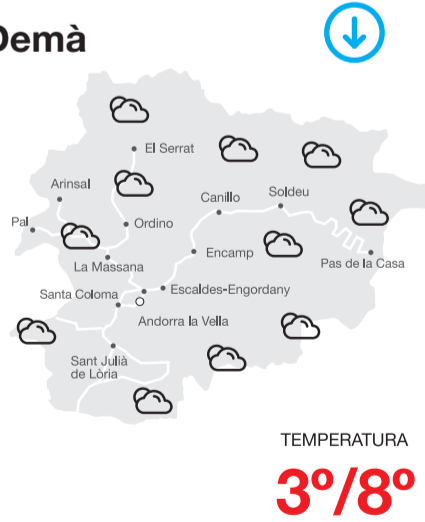 Demà
El Serrat
Arinsal
Canillo
Soldeu
Pal
Ordino
Encamp
La Massana
Pas de la Casa
Santa Coloma
Escaldes-Engordany
Andorra la Vella
Sant Julià
de Lòria
TEMPERATURA
3º/8º